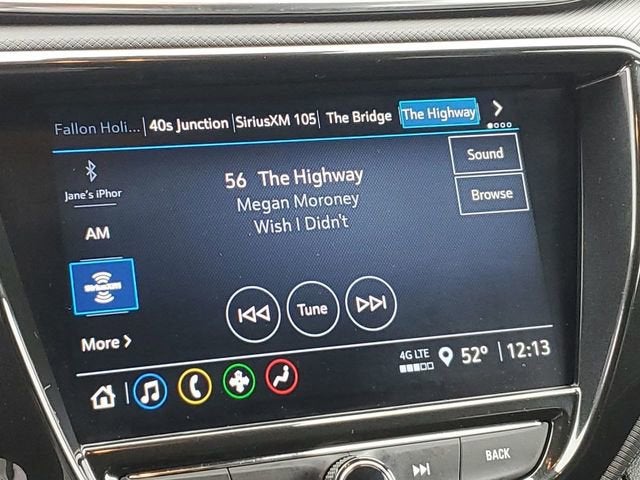 Fallon Holi... 40s Junction SiriusXM 105 The Bridge The Highway
Jane's iPhor
56 The Highway
Megan Moroney
Wish I Didn't
Sound
Browse
AM
SiriusXM
Tune
More
4G LTE
52° 12:13
BACK